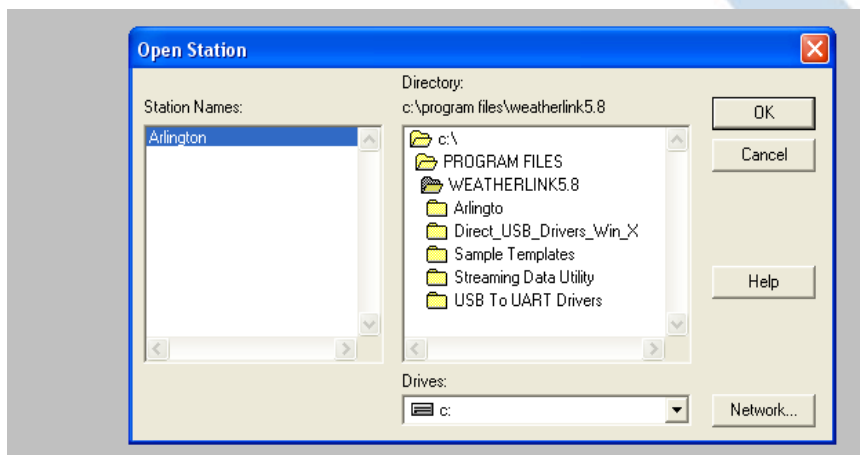 Open Station
Station Names:
Arlington
Directory:
c:\program files\weatherlink5.8
c:\
PROGRAM FILES
WEATHERLINK5.8
Arlingto
Direct_USB_Drivers_Win_X
Sample Templates
Streaming Data Utility
USB To UART Drivers
Drives:
c:
OK
Cancel
Help
Network...